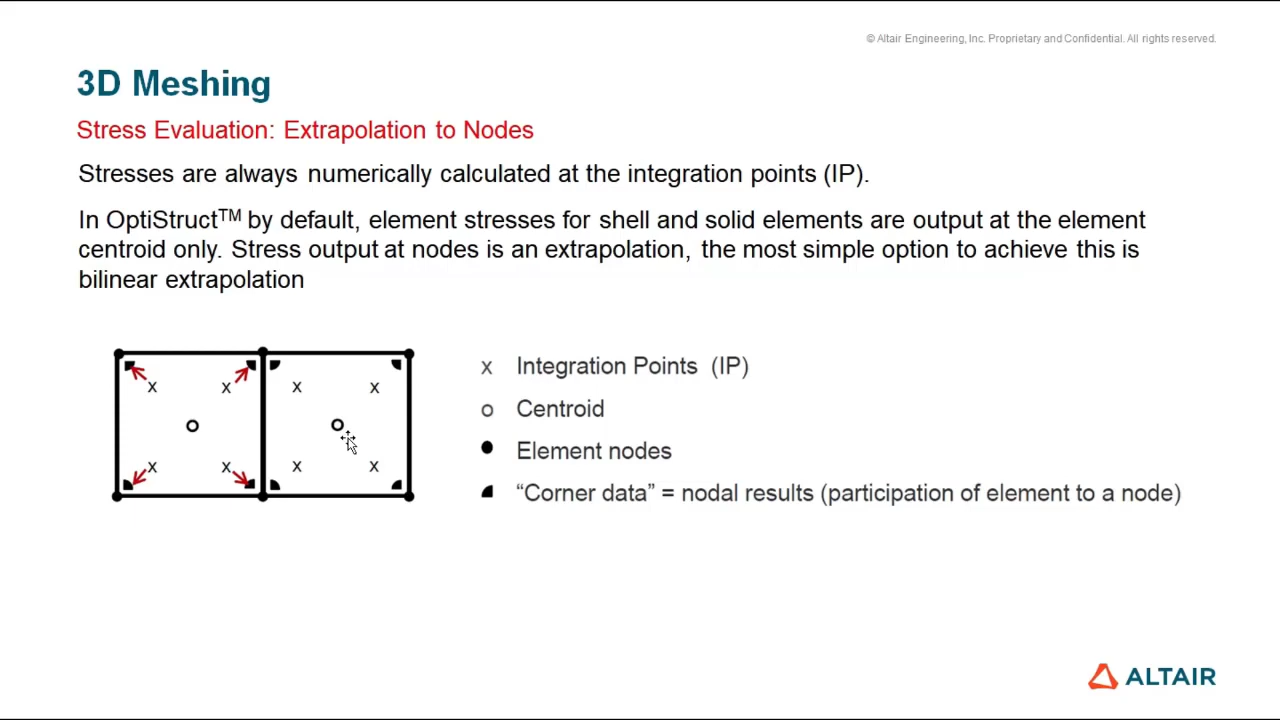 © Altair Engineering, Inc. Proprietary and Confidential. All rights reserved.
3D Meshing
Stress Evaluation: Extrapolation to Nodes
Stresses are always numerically calculated at the integration points (IP).
In OptiStruct™ by default, element stresses for shell and solid elements are output at the element
centroid only. Stress output at nodes is an extrapolation, the most simple option to achieve this is
bilinear extrapolation
x Integration Points (IP)
Centroid
Element nodes
“Corner data” = nodal results (participation of element to a node)
x x x x
x x x x
ALTAIR